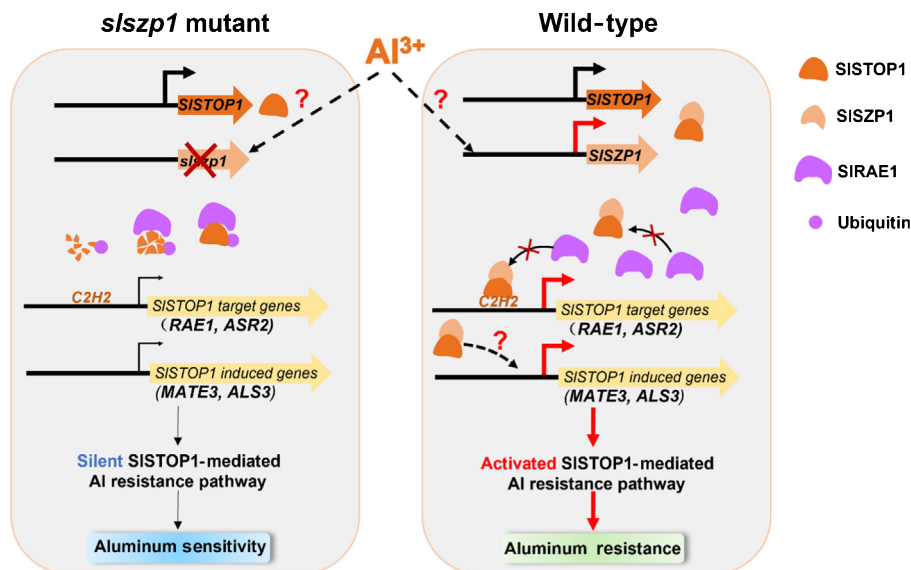 slszp1 mutant
Al³⁺
Wild-type
SlSTOP1
?
slszp1
C2H2
SlSTOP1 target genes
(RAE1, ASR2)
SlSTOP1 induced genes
(MATE3, ALS3)
Silent SlSTOP1-mediated
Al resistance pathway
Aluminum sensitivity
?
SlSTOP1
SlSZP1
C2H2
SlSTOP1 target genes
(RAE1, ASR2)
?
SlSTOP1 induced genes
(MATE3, ALS3)
Activated SlSTOP1-mediated
Al resistance pathway
Aluminum resistance
SlSTOP1
SlSZP1
SlRAE1
Ubiquitin